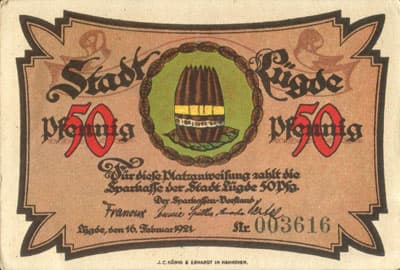 Stadt Lügde
50 Pfennig 50 Pfennig
Für diese Platzanweisung zahlt die
Sparkasse der Stadt Lügde 50 Pfg.
Der Sparkassen-Vorstand
Lügde, den 16. Februar 1921. Nr. 003616
J. C. KÖNIG & EBHARDT IN HANNOVER.